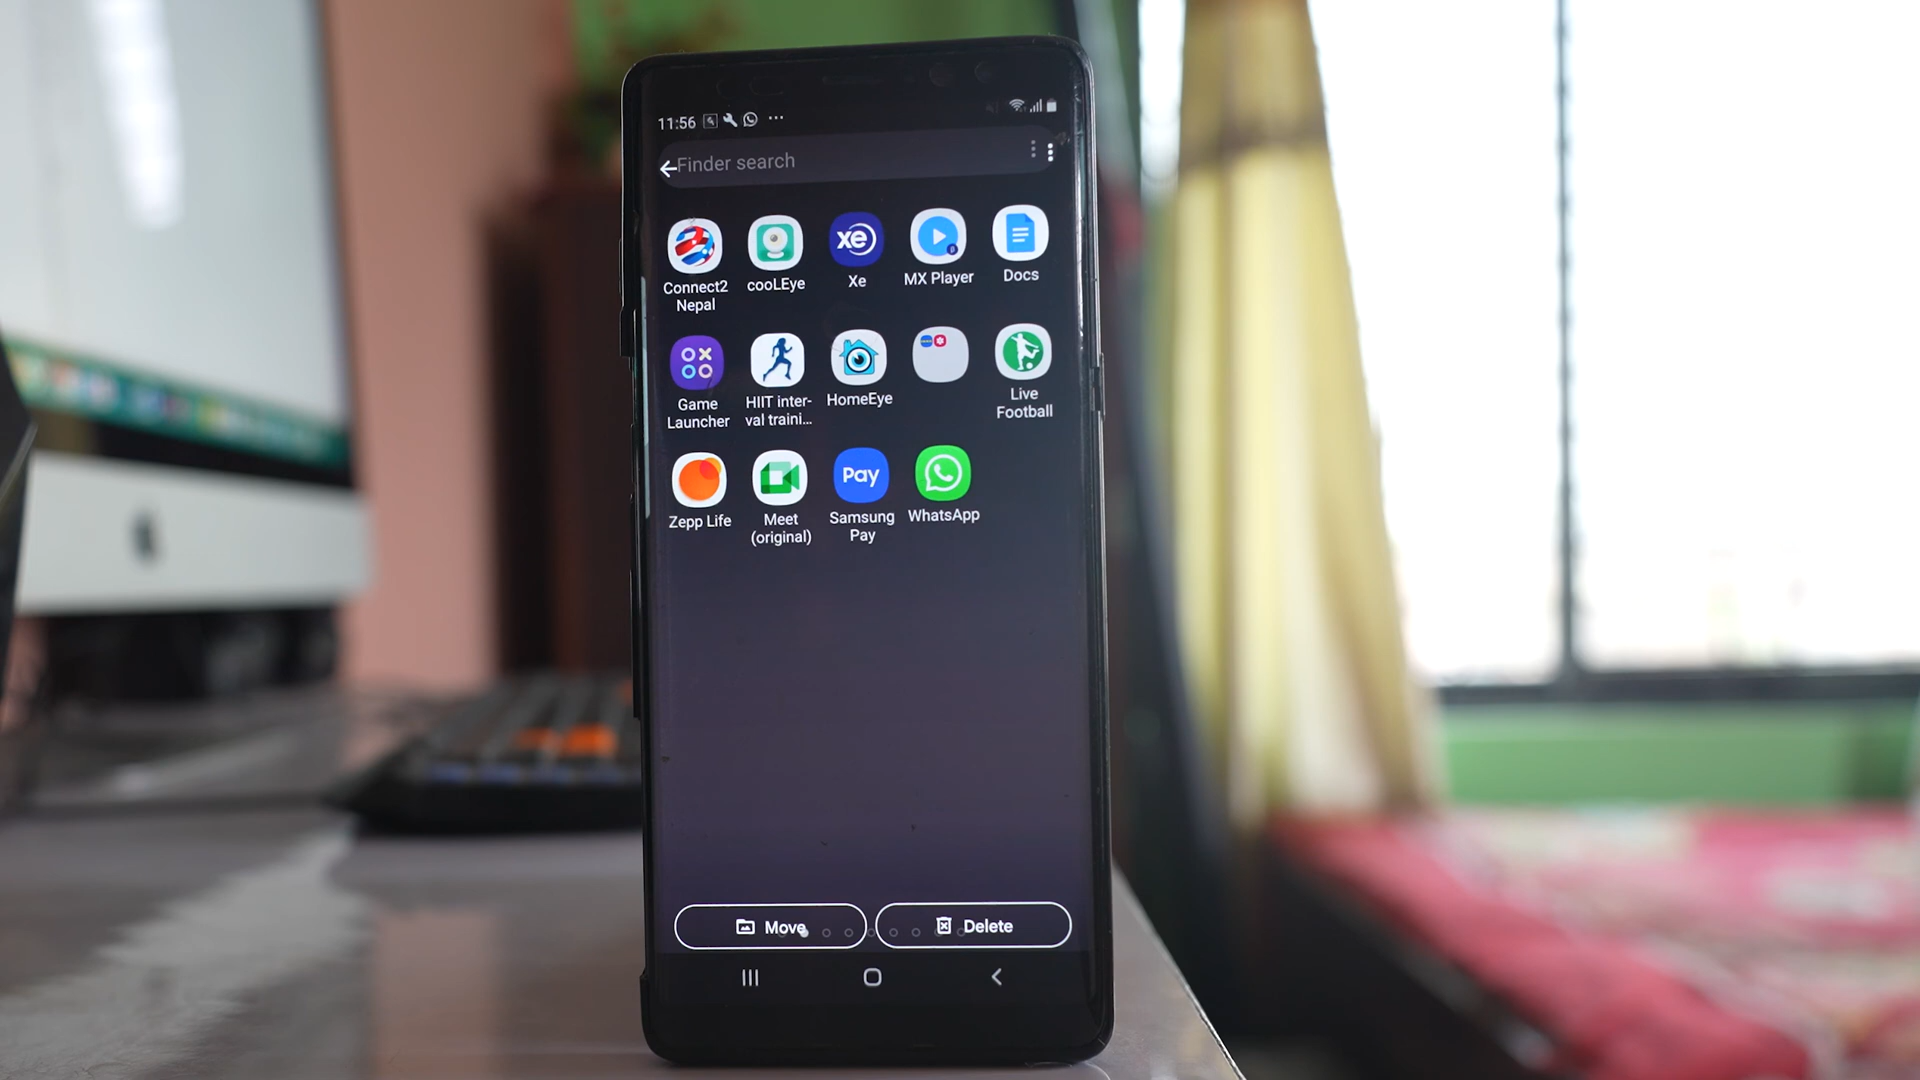 11:56
Finder search
Connect2
Nepal
cooLEye
xe
Xe
MX Player
Docs
Game
Launcher
HIIT inter-
val traini...
HomeEye
Live
Football
Zepp Life
Meet
(original)
Pay
Samsung
Pay
WhatsApp
Move
Delete